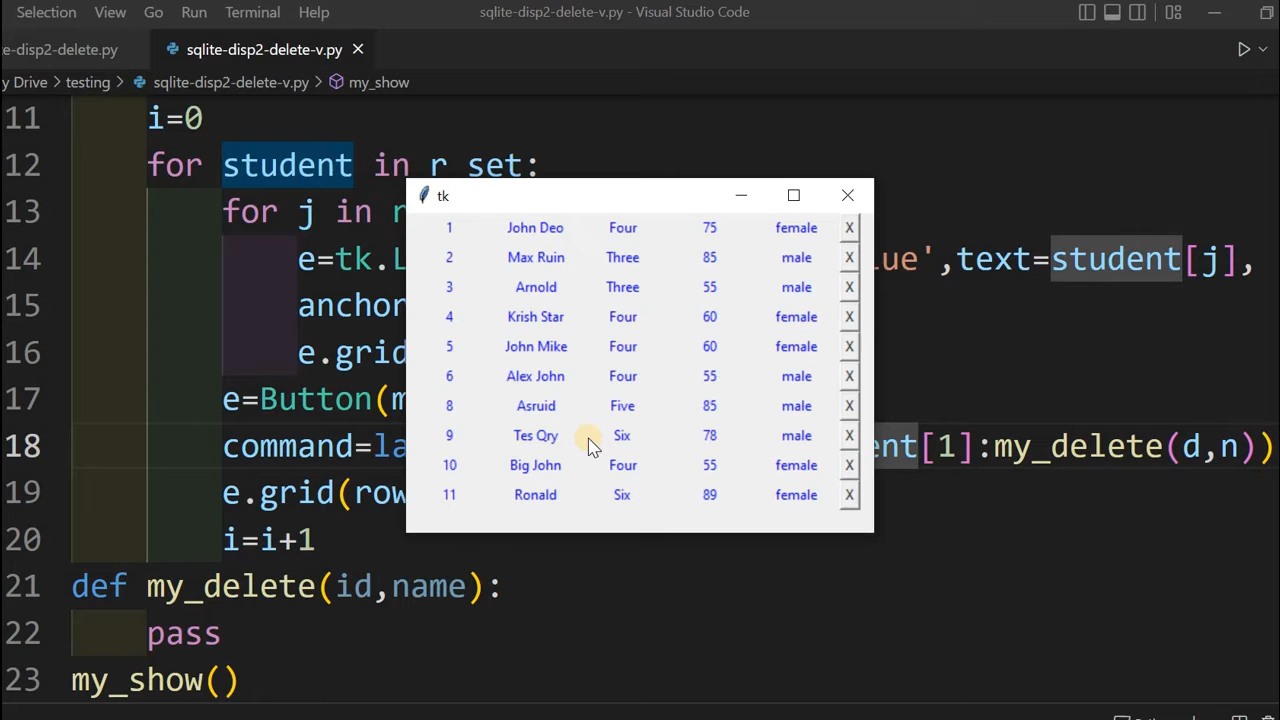 Selection View Go Run Terminal Help sqlite-disp2-delete-v.py - Visual Studio Code
e-disp2-delete.py sqlite-disp2-delete-v.py
y Drive > testing > sqlite-disp2-delete-v.py > my_show
11 i=0
12 for student in r_set:
13 for j in
14 e=tk. ue',text=student[j],
15
16 e.grid
17 e=Button(
18 [1]:my_delete(d,n))
19 e.grid(row
20 i=i+1
21 def my_delete(id,name):
22 pass
23 my_show()
tk
1 John Deo Four 75 female X
2 Max Ruin Three 85 male X
3 Arnold Three 55 male X
4 Krish Star Four 60 female X
5 John Mike Four 60 female X
6 Alex John Four 55 male X
8 Asruid Five 85 male X
9 Tes Qry Six 78 male X
10 Big John Four 55 female X
11 Ronald Six 89 female X